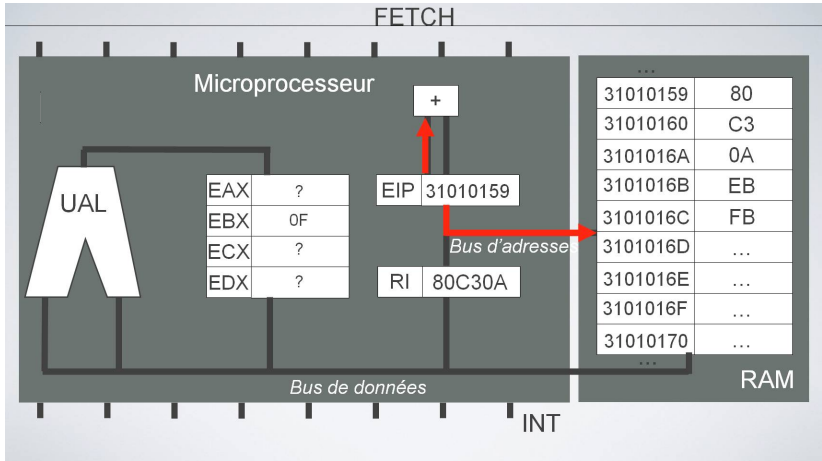 FETCH
Microprocesseur
+
UAL
EAX ?
EBX 0F
ECX ?
EDX ?
EIP 31010159
Bus d'adresses
RI 80C30A
Bus de données
INT
...
31010159 80
31010160 C3
3101016A 0A
3101016B EB
3101016C FB
3101016D ...
3101016E ...
3101016F ...
31010170 ...
...
RAM